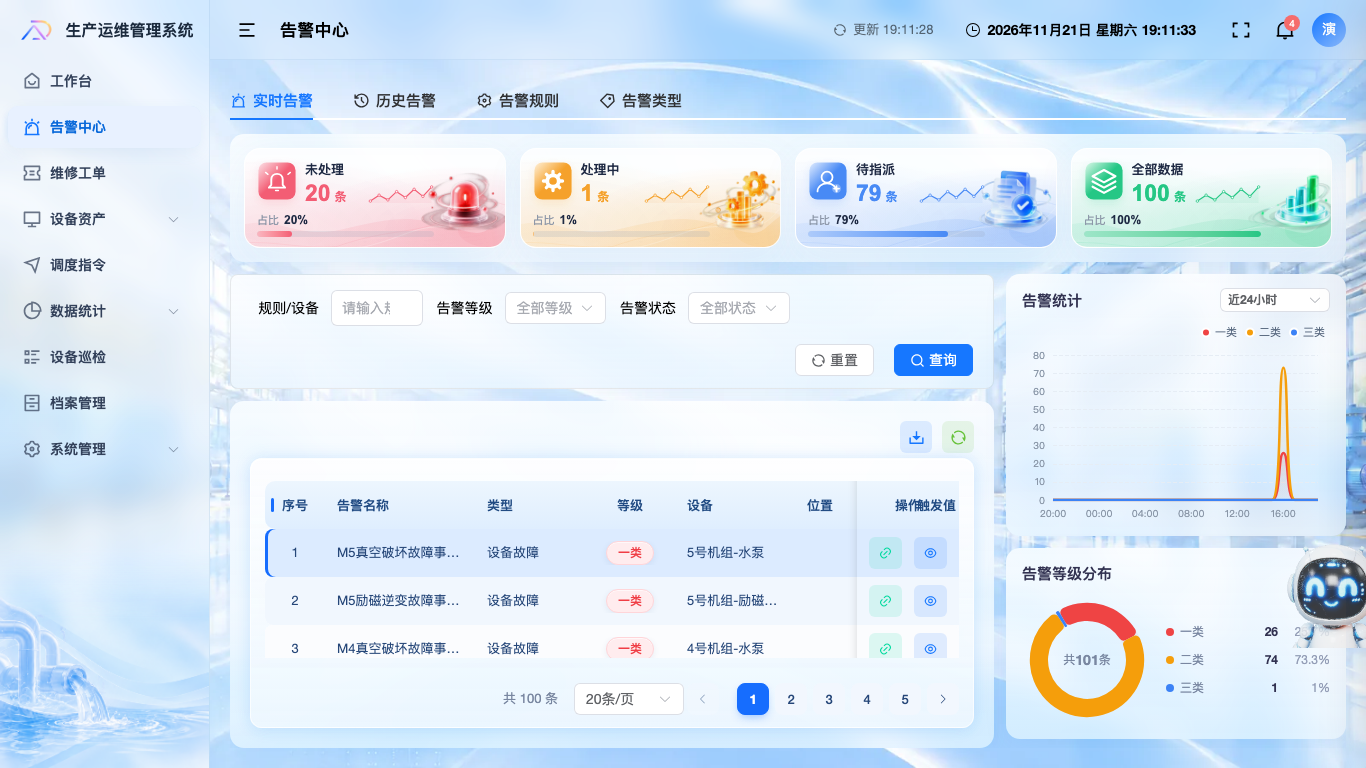 生产运维管理系统
告警中心
更新 19:11:28
2026年11月21日 星期六 19:11:33
4
演
工作台
告警中心
维修工单
设备资产
调度指令
数据统计
设备巡检
档案管理
系统管理
实时告警
历史告警
告警规则
告警类型
未处理
20 条
占比 20%
处理中
1 条
占比 1%
待指派
79 条
占比 79%
全部数据
100 条
占比 100%
规则/设备
请输入
告警等级
全部等级
告警状态
全部状态
重置
查询
序号 告警名称 类型 等级 设备 位置 操作 触发值
1 M5真空破坏故障事... 设备故障 一类 5号机组-水泵
2 M5励磁逆变故障事... 设备故障 一类 5号机组-励磁...
3 M4真空破坏故障事... 设备故障 一类 4号机组-水泵
共 100 条
20条/页
1 2 3 4 5
告警统计
近24小时
一类 二类 三类
80
70
60
50
40
30
20
10
0
20:00 00:00 04:00 08:00 12:00 16:00
告警等级分布
共101条
一类 26
二类 74 73.3%
三类 1 1%